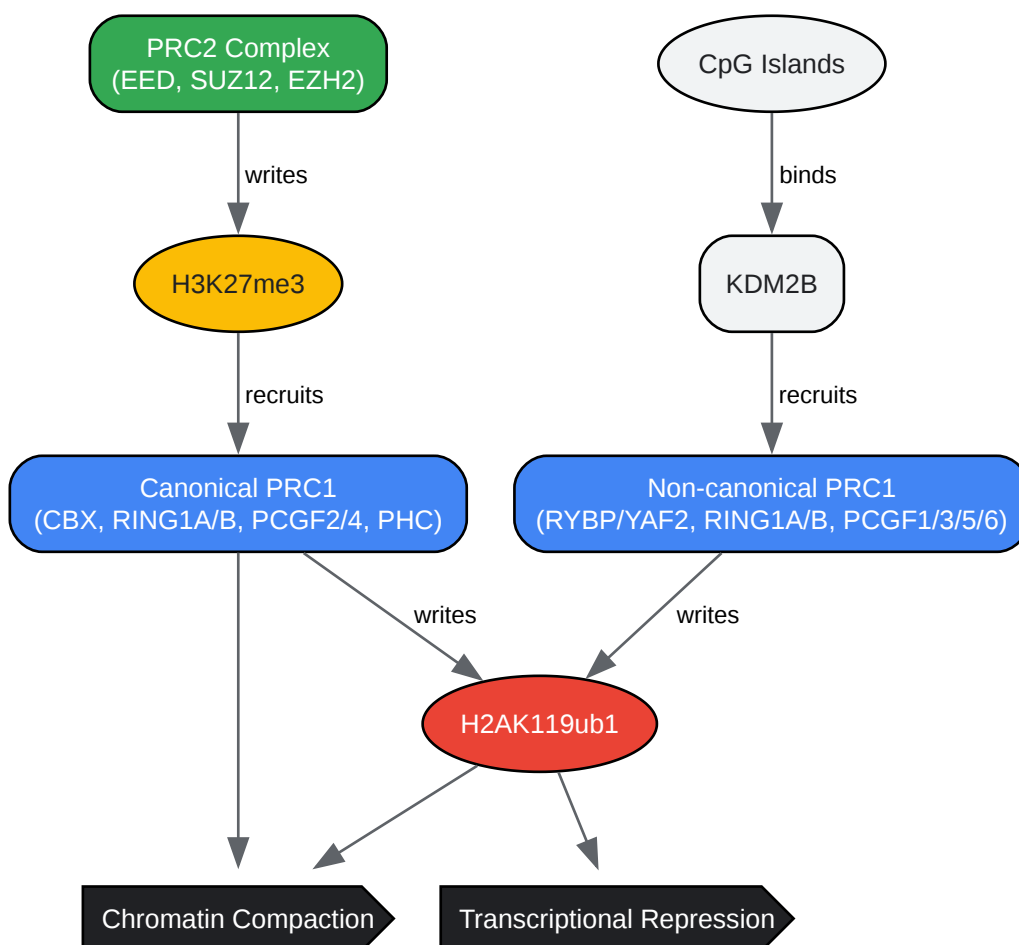 PRC2 Complex
(EED, SUZ12, EZH2)
CpG Islands
writes
binds
H3K27me3
KDM2B
recruits
recruits
Canonical PRC1
(CBX, RING1A/B, PCGF2/4, PHC)
Non-canonical PRC1
(RYBP/YAF2, RING1A/B, PCGF1/3/5/6)
writes
writes
H2AK119ub1
Chromatin Compaction
Transcriptional Repression